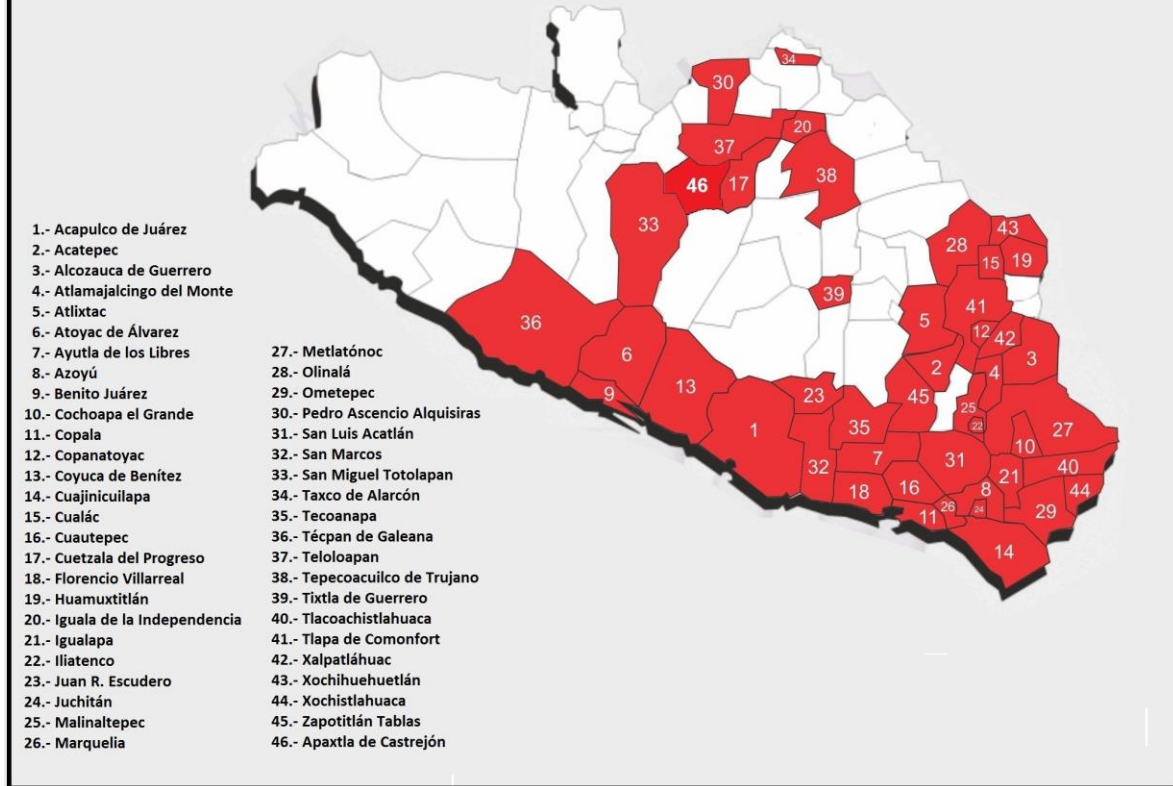 1.- Acapulco de Juárez
2.- Acatepec
3.- Alcozauca de Guerrero
4.- Atlamajalcingo del Monte
5.- Atlixtac
6.- Atoyac de Álvarez
7.- Ayutla de los Libres
8.- Azoyú
9.- Benito Juárez
10.- Cochoapa el Grande
11.- Copala
12.- Copanatoyac
13.- Coyuca de Benítez
14.- Cuajinicuilapa
15.- Cualác
16.- Cuautepec
17.- Cuetzala del Progreso
18.- Florencio Villarreal
19.- Huamuxtitlán
20.- Iguala de la Independencia
21.- Igualapa
22.- Iliatenco
23.- Juan R. Escudero
24.- Juchitán
25.- Malinaltepec
26.- Marquelia
27.- Metlatónoc
28.- Olinalá
29.- Ometepec
30.- Pedro Ascencio Alquisiras
31.- San Luis Acatlán
32.- San Marcos
33.- San Miguel Totolapan
34.- Taxco de Alarcón
35.- Tecoanapa
36.- Técpan de Galeana
37.- Teloloapan
38.- Tepecoacuilco de Trujano
39.- Tixtla de Guerrero
40.- Tlacoachistlahuaca
41.- Tlapa de Comonfort
42.- Xalpatláhuac
43.- Xochihuehuetlán
44.- Xochistlahuaca
45.- Zapotitlán Tablas
46.- Apaxtla de Castrejón
34
30
20
37
38
46
17
33
43
28
15
19
39
41
36
5
12
42
6
2
3
4
13
9
23
45
25
1
35
22
27
10
7
31
40
32
21
18
16
8
44
26
24
11
29
14